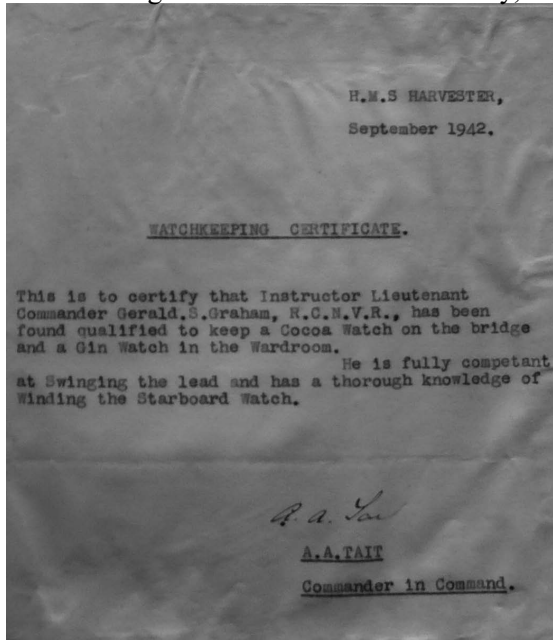 H.M.S HARVESTER,
September 1942.
WATCHKEEPING CERTIFICATE.
This is to certify that Instructor Lieutenant
Commander Gerald.S.Graham, R.C.N.V.R., has been
found qualified to keep a Cocoa Watch on the bridge
and a Gin Watch in the Wardroom.
He is fully competant
at Swinging the lead and has a thorough knowledge of
Winding the Starboard Watch.
A. A.
A.A.TAIT
Commander in Command.